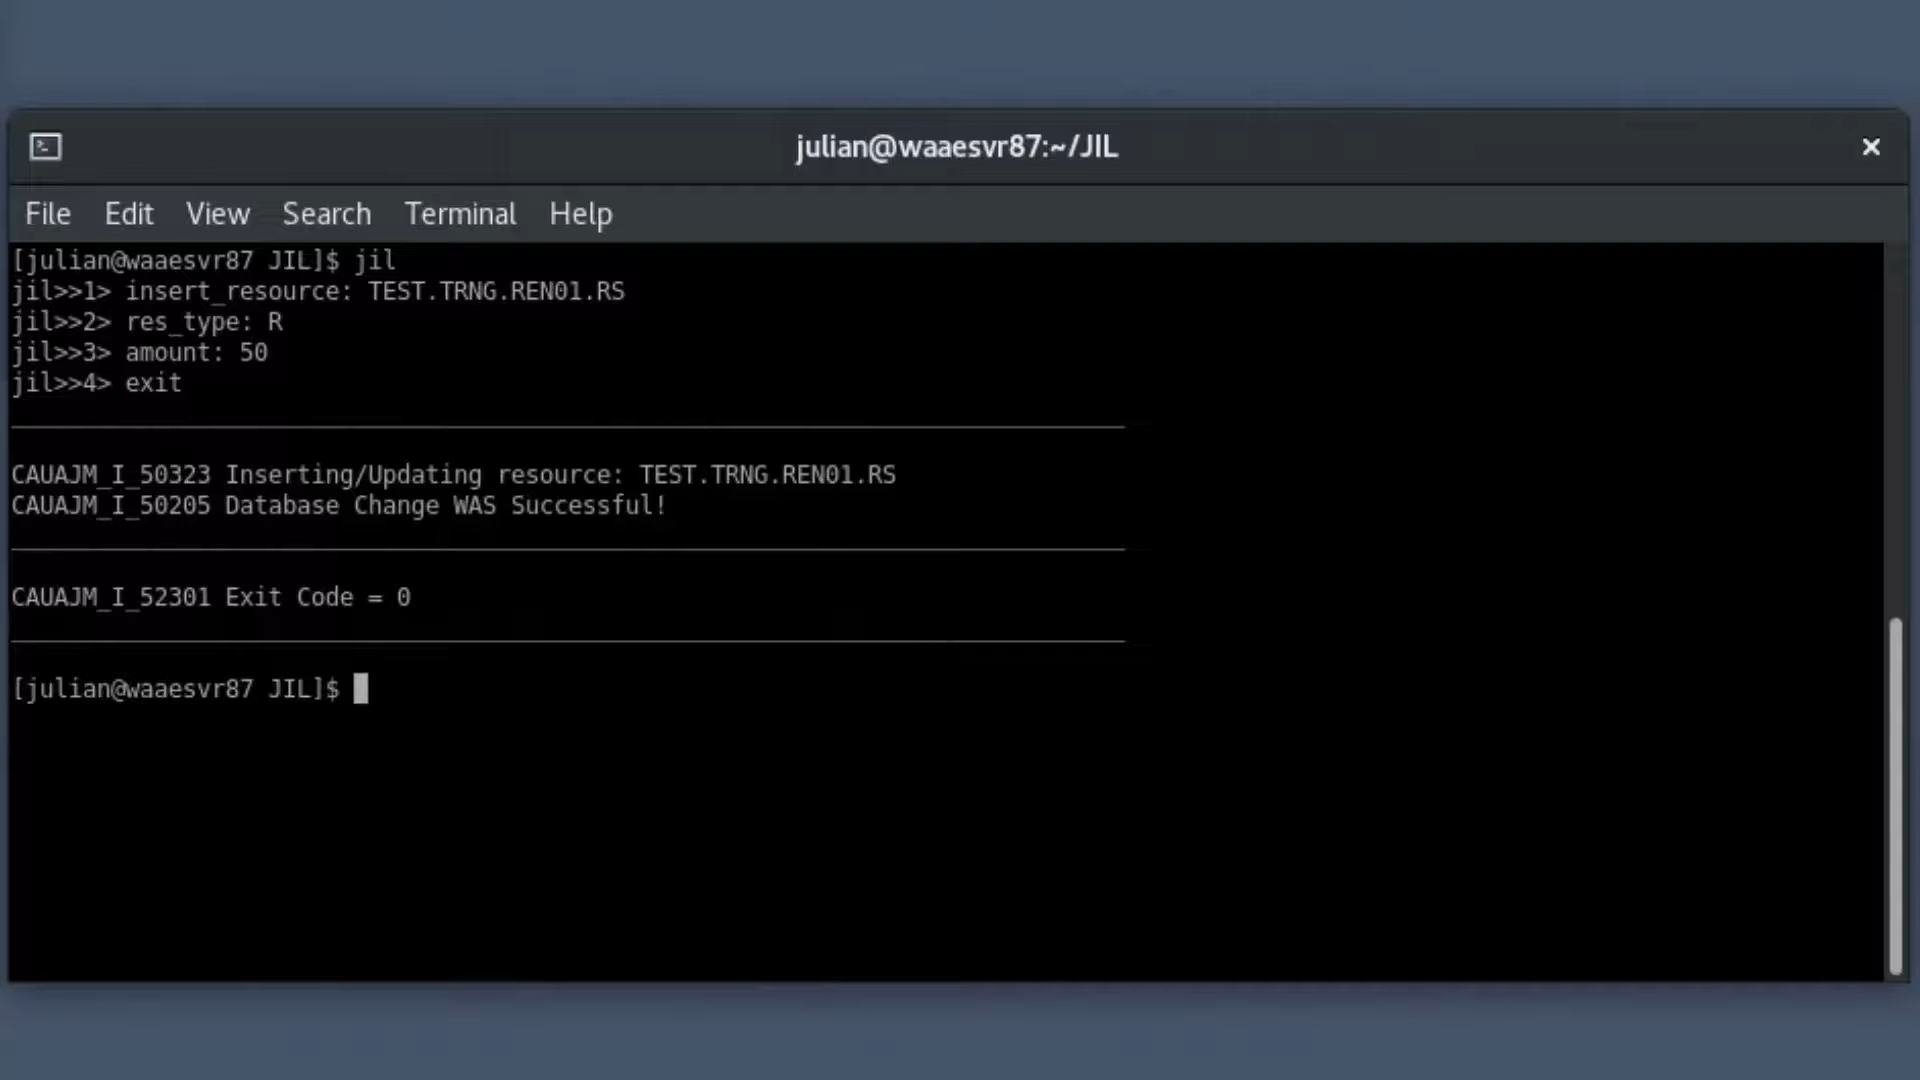 julian@waaesvr87:~/JIL
File Edit View Search Terminal Help
[julian@waaesvr87 JIL]$ jil
jil>>1> insert_resource: TEST.TRNG.REN01.RS
jil>>2> res_type: R
jil>>3> amount: 50
jil>>4> exit
CAUAJM_I_50323 Inserting/Updating resource: TEST.TRNG.REN01.RS
CAUAJM_I_50205 Database Change WAS Successful!
CAUAJM_I_52301 Exit Code = 0
[julian@waaesvr87 JIL]$